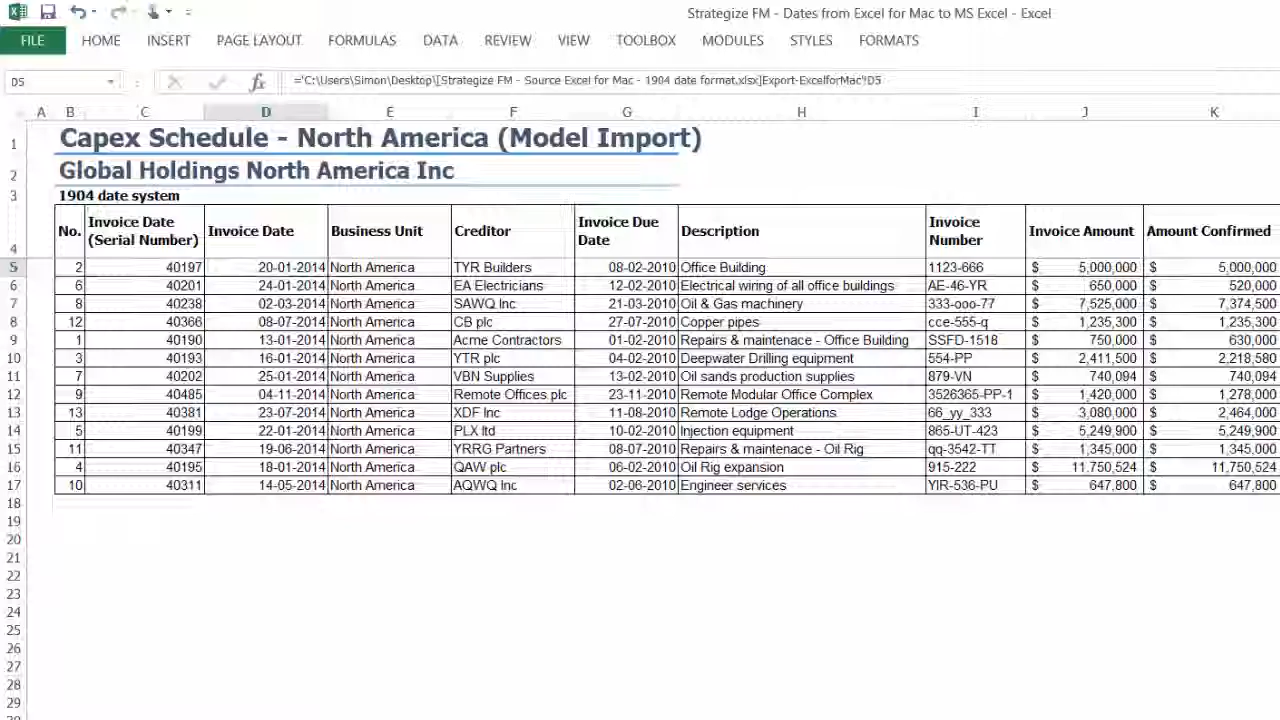 Strategize FM - Dates from Excel for Mac to MS Excel - Excel
FILE HOME INSERT PAGE LAYOUT FORMULAS DATA REVIEW VIEW TOOLBOX MODULES STYLES FORMATS
D5 fx ='C:\Users\Simon\Desktop\[Strategize FM - Source Excel for Mac - 1904 date format.xlsx]Export-ExcelforMac'!D5
A B C D E F G H I J K
1 Capex Schedule - North America (Model Import)
2 Global Holdings North America Inc
3 1904 date system
4 No. Invoice Date (Serial Number) Invoice Date Business Unit Creditor Invoice Due Date Description Invoice Number Invoice Amount Amount Confirmed
5 2 40197 20-01-2014 North America TYR Builders 08-02-2010 Office Building 1123-666 $ 5,000,000 $ 5,000,000
6 6 40201 24-01-2014 North America EA Electricians 12-02-2010 Electrical wiring of all office buildings AE-46-YR $ 650,000 $ 520,000
7 8 40238 02-03-2014 North America SAWQ Inc 21-03-2010 Oil & Gas machinery 333-ooo-77 $ 7,525,000 $ 7,374,500
8 12 40366 08-07-2014 North America CB plc 27-07-2010 Copper pipes cce-555-q $ 1,235,300 $ 1,235,300
9 1 40190 13-01-2014 North America Acme Contractors 01-02-2010 Repairs & maintenace - Office Building SSFD-1518 $ 750,000 $ 630,000
10 3 40193 16-01-2014 North America YTR plc 04-02-2010 Deepwater Drilling equipment 554-PP $ 2,411,500 $ 2,218,580
11 7 40202 25-01-2014 North America VBN Supplies 13-02-2010 Oil sands production supplies 879-VN $ 740,094 $ 740,094
12 9 40485 04-11-2014 North America Remote Offices plc 23-11-2010 Remote Modular Office Complex 3526365-PP-1 $ 1,420,000 $ 1,278,000
13 13 40381 23-07-2014 North America XDF Inc 11-08-2010 Remote Lodge Operations 66_yy_333 $ 3,080,000 $ 2,464,000
14 5 40199 22-01-2014 North America PLX ltd 10-02-2010 Injection equipment 865-UT-423 $ 5,249,900 $ 5,249,900
15 11 40347 19-06-2014 North America YRRG Partners 08-07-2010 Repairs & maintenace - Oil Rig qq-3542-TT $ 1,345,000 $ 1,345,000
16 4 40195 18-01-2014 North America QAW plc 06-02-2010 Oil Rig expansion 915-222 $ 11,750,524 $ 11,750,524
17 10 40311 14-05-2014 North America AQWQ Inc 02-06-2010 Engineer services YIR-536-PU $ 647,800 $ 647,800
18
19
20
21
22
23
24
25
26
27
28
29